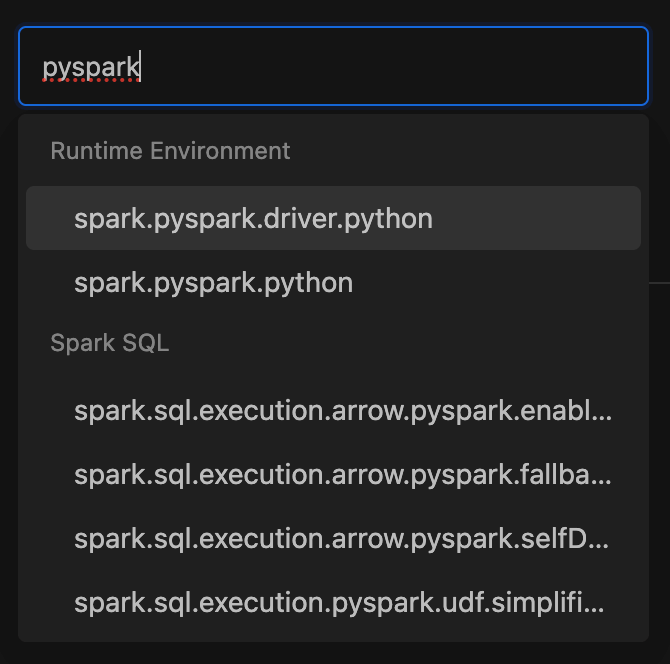 pyspark
Runtime Environment
spark.pyspark.driver.python
spark.pyspark.python
Spark SQL
spark.sql.execution.arrow.pyspark.enabl...
spark.sql.execution.arrow.pyspark.fallba...
spark.sql.execution.arrow.pyspark.selfD...
spark.sql.execution.pyspark.udf.simplifi...